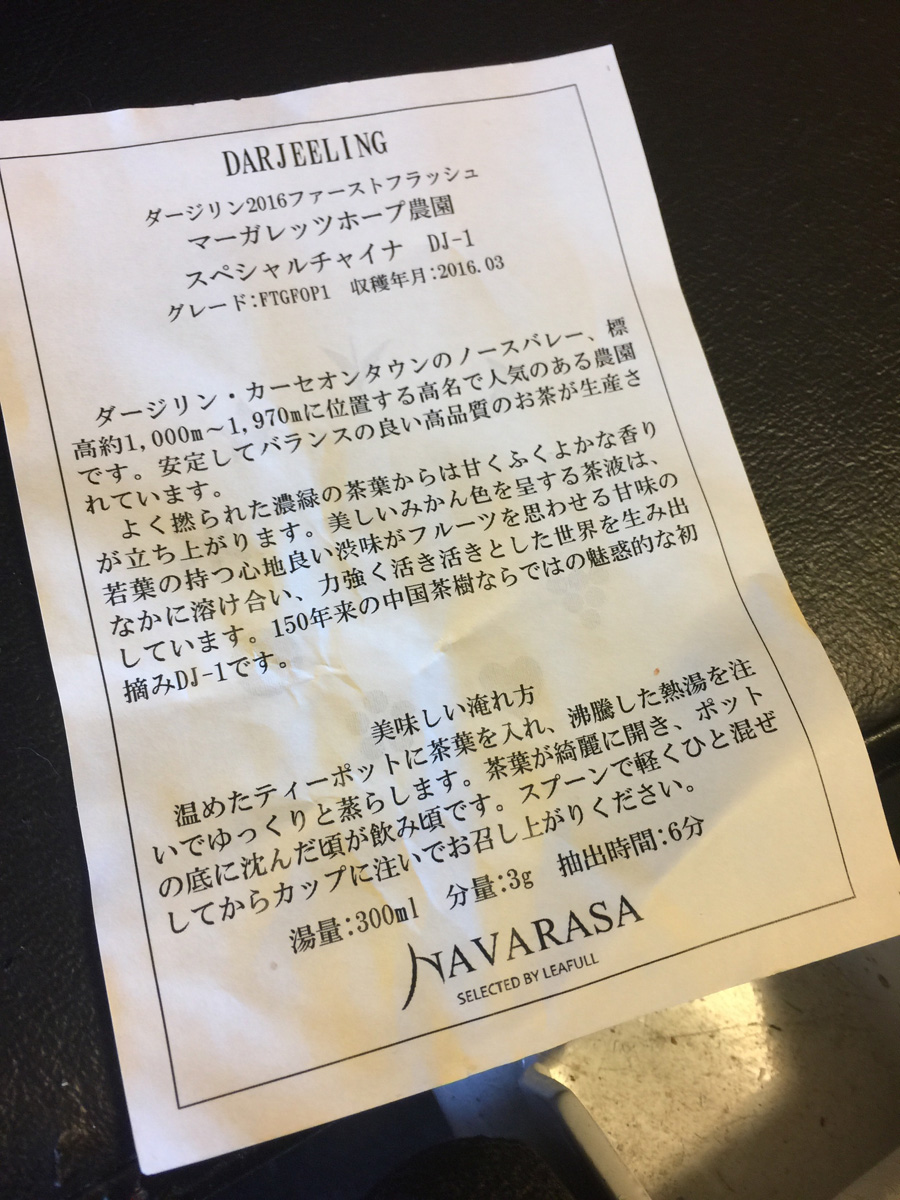 DARJEELING
ダージリン2016ファーストフラッシュ
マーガレッツホープ農園
スペシャルチャイナ　DJ-1
グレード:FTGFOP1　収穫年月:2016.03
ダージリン・カーセオンタウンのノースバレー、標
高約1,000m～1,970mに位置する高名で人気のある農園
です。安定してバランスの良い高品質のお茶が生産さ
れています。
よく撚られた濃緑の茶葉からは甘くふくよかな香り
が立ち上がります。美しいみかん色を呈する茶液は、
若葉の持つ心地良い渋味がフルーツを思わせる甘味の
なかに溶け合い、力強く活き活きとした世界を生み出
しています。150年来の中国茶樹ならではの魅惑的な初
摘みDJ-1です。
美味しい淹れ方
温めたティーポットに茶葉を入れ、沸騰した熱湯を注
いでゆっくりと蒸らします。茶葉が綺麗に開き、ポット
の底に沈んだ頃が飲み頃です。スプーンで軽くひと混ぜ
してからカップに注いでお召し上がりください。
湯量:300ml　分量:3g　抽出時間:6分
NAVARASA
SELECTED BY LEAFULL